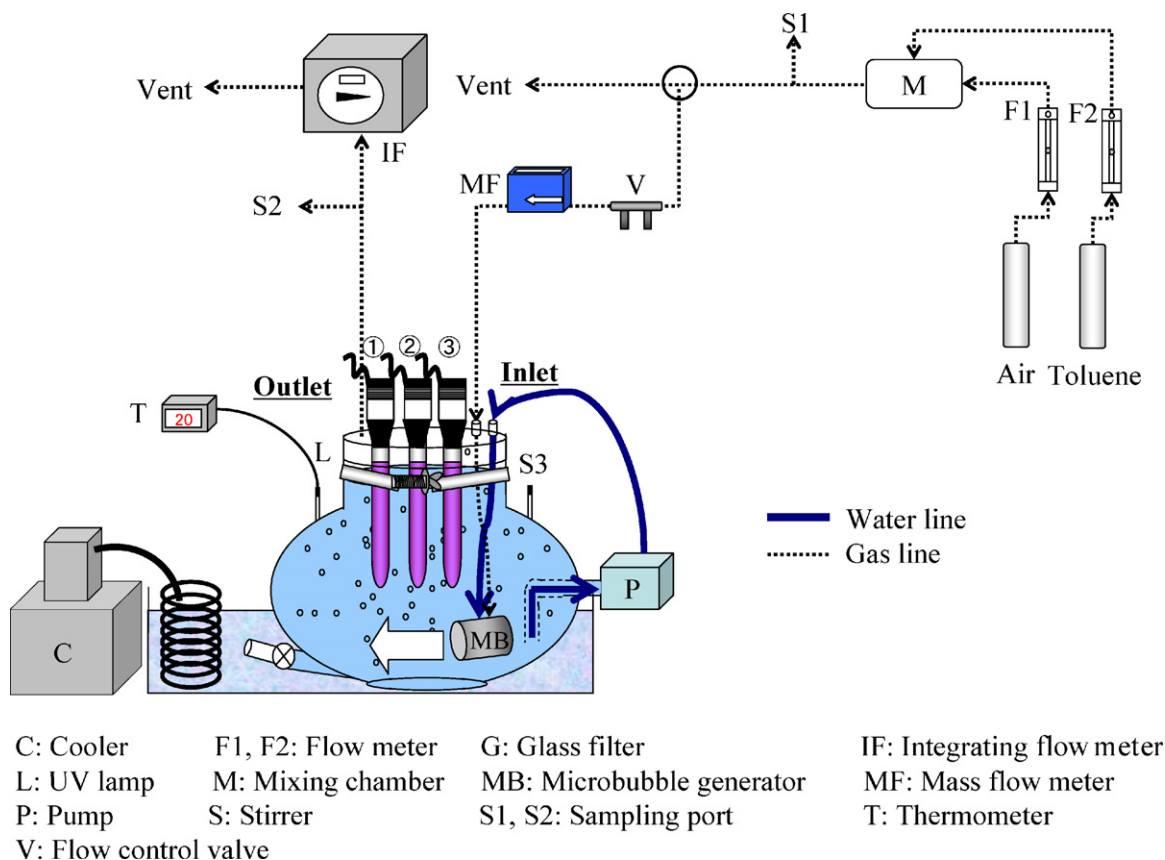 S1
Vent
Vent
M
F1
F2
IF
MF
V
S2
① ② ③
Outlet
Inlet
Air
Toluene
T
20
L
S3
Water line
Gas line
P
C
MB
C: Cooler F1, F2: Flow meter G: Glass filter IF: Integrating flow meter
L: UV lamp M: Mixing chamber MB: Microbubble generator MF: Mass flow meter
P: Pump S: Stirrer S1, S2: Sampling port T: Thermometer
V: Flow control valve